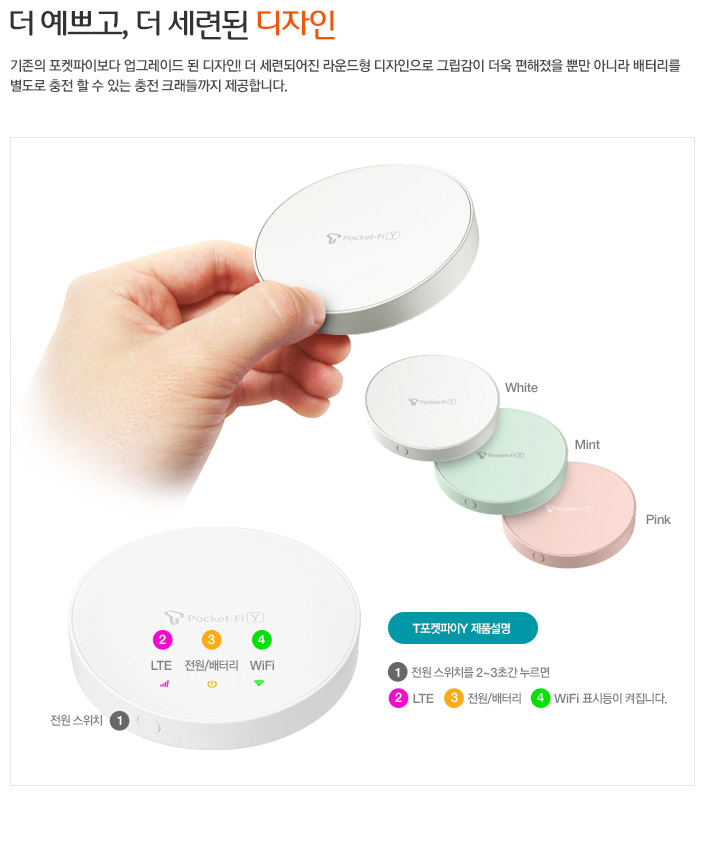 더 예쁘고, 더 세련된 디자인
기존의 포켓파이보다 업그레이드 된 디자인! 더 세련되어진 라운드형 디자인으로 그립감이 더욱 편해졌을 뿐만 아니라 배터리를
별도로 충전 할 수 있는 충전 크래들까지 제공합니다.
Pocket-Fi Y
White
Pocket-Fi Y
Mint
Pocket-Fi Y
Pink
Pocket-Fi Y
Pocket-Fi Y
2 3 4
LTE 전원/배터리 WiFi
전원 스위치 1
T포켓파이Y 제품설명
1 전원 스위치를 2~3초간 누르면
2 LTE 3 전원/배터리 4 WiFi 표시등이 켜집니다.